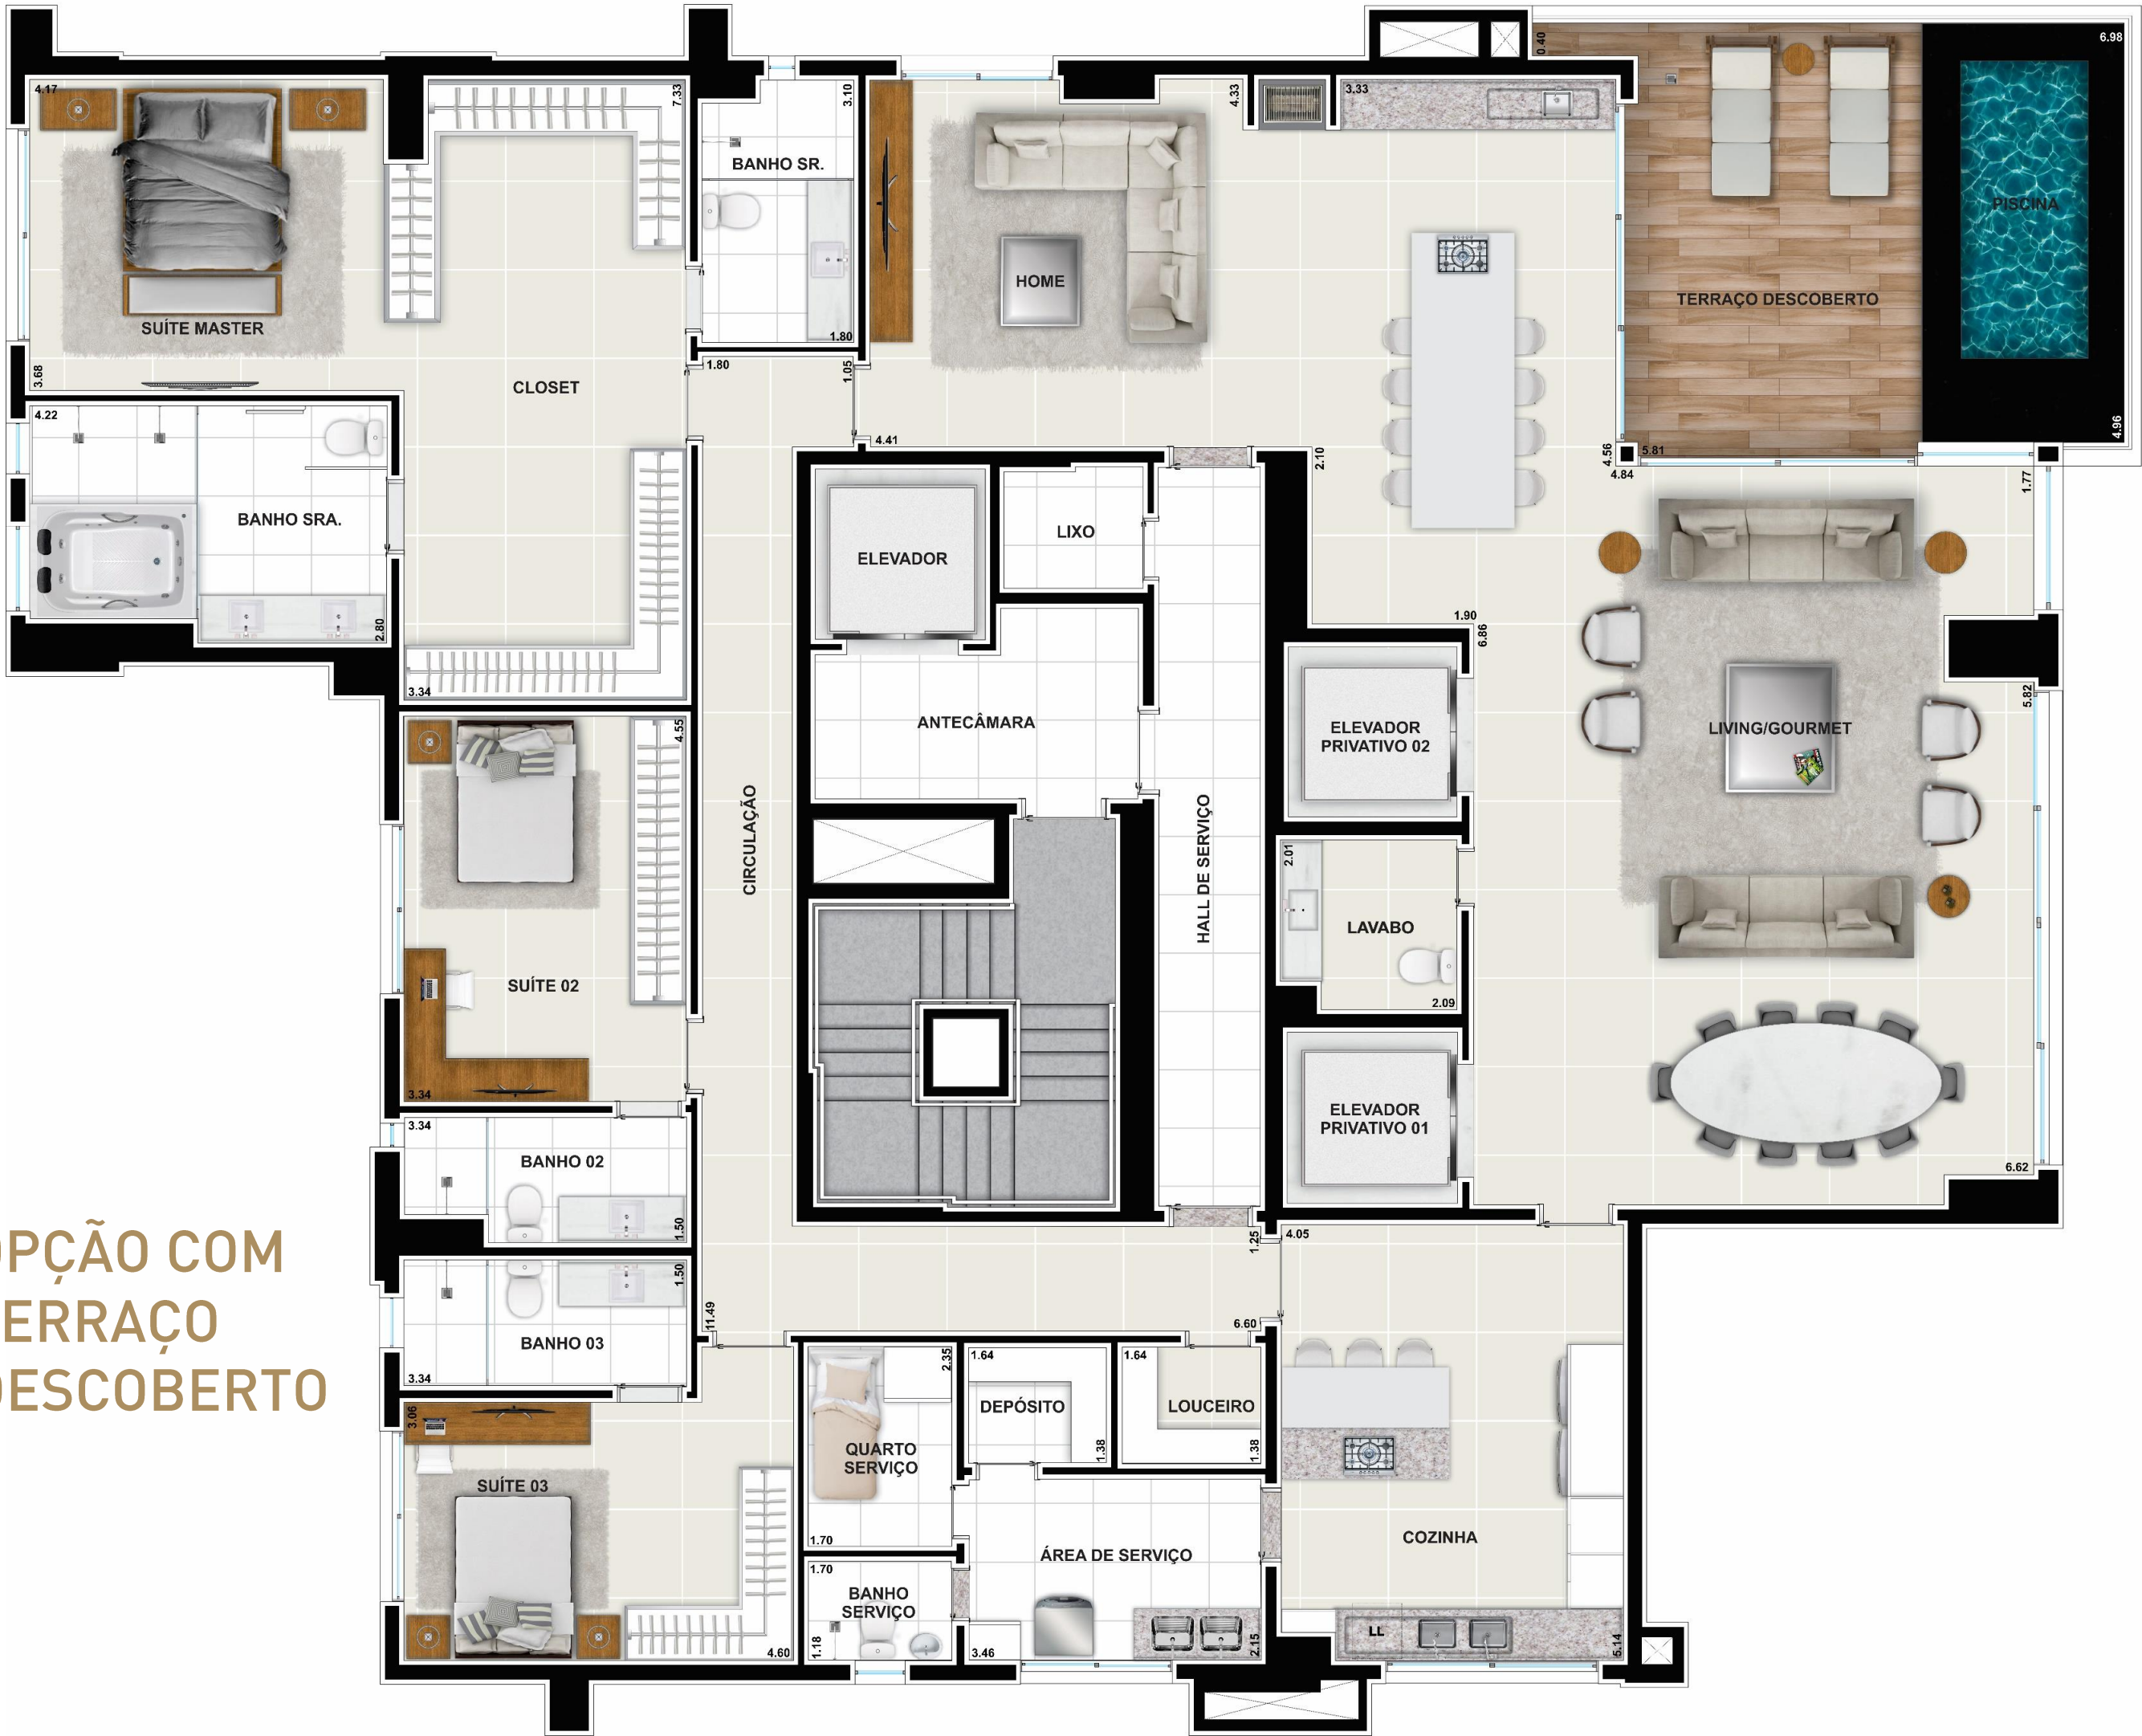 0.40
6.98
4.17
7.33
3.10
4.33
3.33
BANHO SR.
PISCINA
HOME
TERRAÇO DESCOBERTO
SUÍTE MASTER
1.80
3.68
CLOSET
1.80
1.05
4.22
4.41
2.10
4.56
5.81
4.84
4.96
1.77
BANHO SRA.
LIXO
ELEVADOR
2.80
1.90
6.86
3.34
5.82
4.55
ANTECÂMARA
ELEVADOR
PRIVATIVO 02
LIVING/GOURMET
CIRCULAÇÃO
HALL DE SERVIÇO
2.01
LAVABO
SUÍTE 02
2.09
3.34
ELEVADOR
PRIVATIVO 01
3.34
BANHO 02
6.62
1.50
1.25
4.05
OPÇÃO COM
TERRAÇO
DESCOBERTO
1.50
11.49
6.60
BANHO 03
3.34
2.35
1.64
1.64
3.06
DEPÓSITO
LOUCEIRO
QUARTO
SERVIÇO
1.38
1.38
SUÍTE 03
1.70
COZINHA
ÁREA DE SERVIÇO
1.70
BANHO
SERVIÇO
LL
1.18
4.60
3.46
2.15
5.14